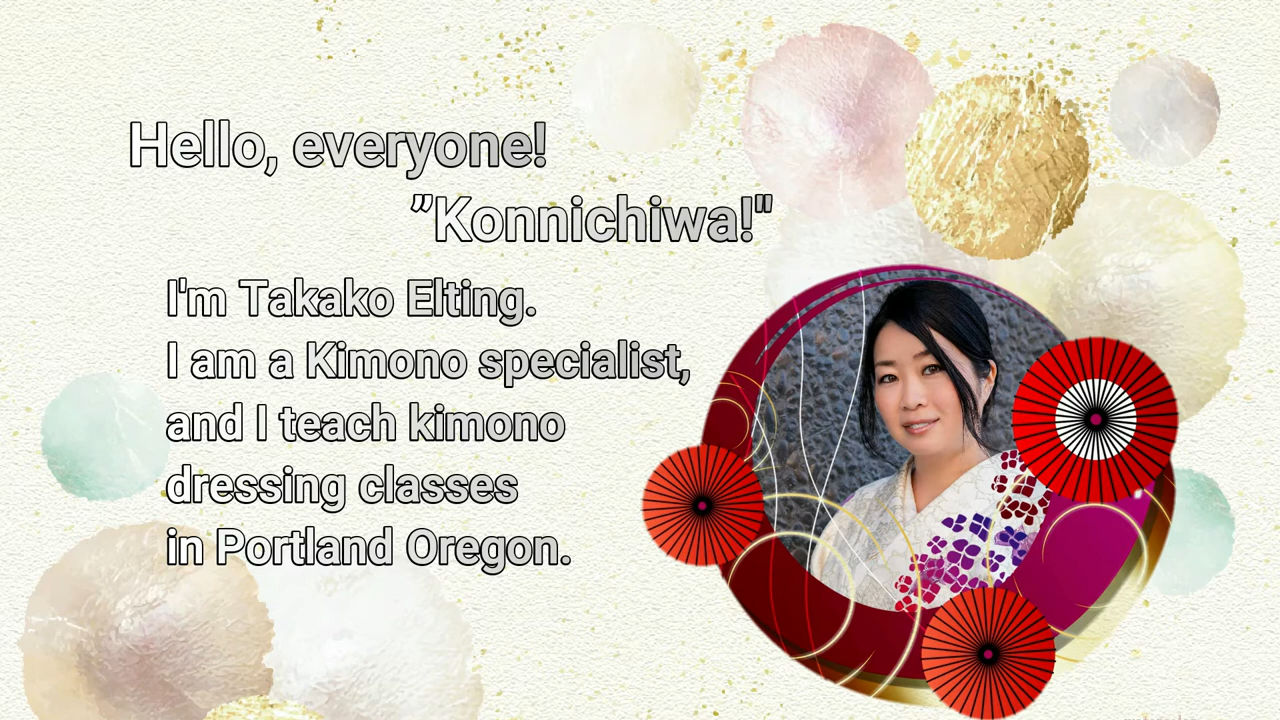 Hello, everyone!
”Konnichiwa!"
I'm Takako Elting.
I am a Kimono specialist,
and I teach kimono
dressing classes
in Portland Oregon.